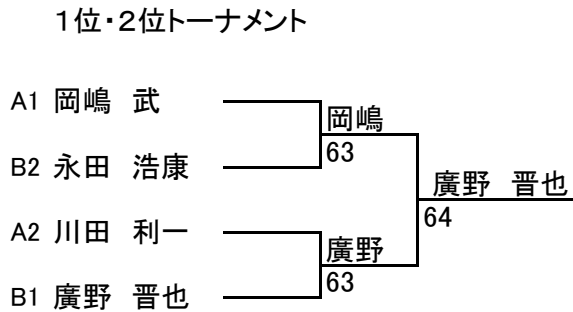 １位・２位トーナメント
A1 岡嶋　武
岡嶋
63
B2 永田　浩康
廣野　晋也
64
A2 川田　利一
廣野
63
B1 廣野　晋也